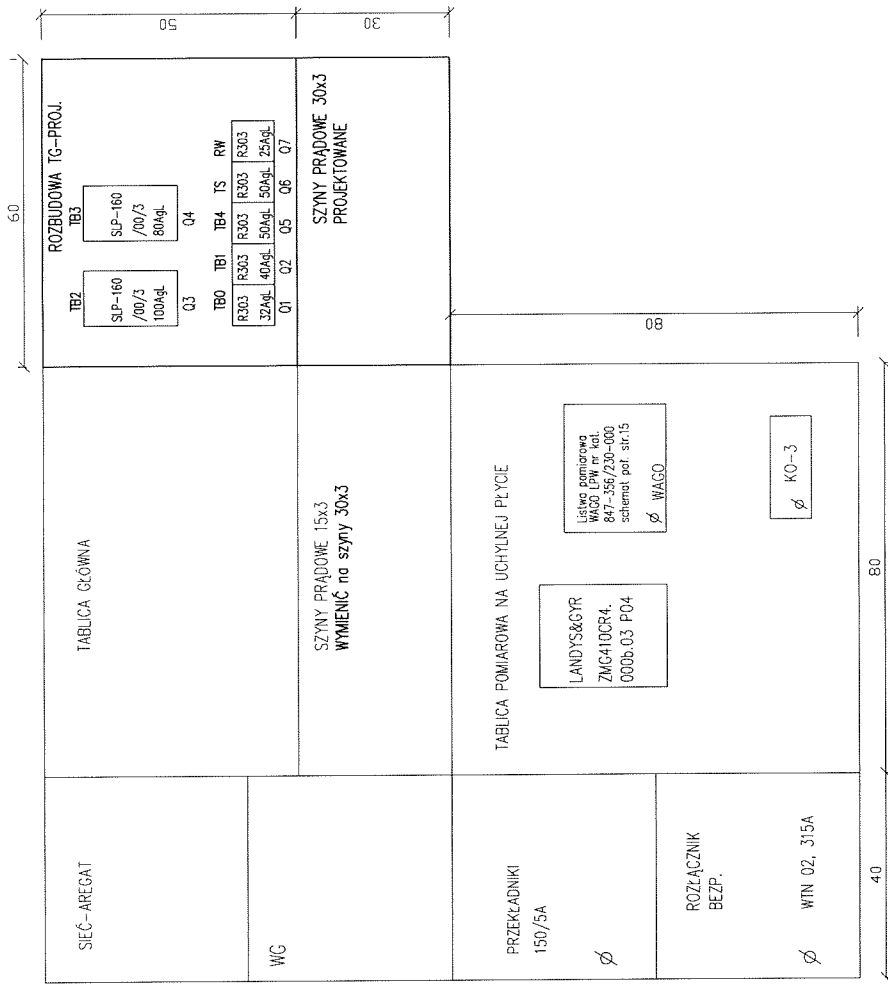 60
50
30
ROZBUDOWA TG-PROJ.
TB2
TB3
SLP-160
/00/3
100AgL
SLP-160
/00/3
80AgL
Q3
Q4
TB0 TB1 TB4 TS RW
R303 R303 R303 R303 R303
32AgL 40AgL 50AgL 50AgL 25AgL
Q1 Q2 Q5 Q6 Q7
SZYNY PRĄDOWE 30x3
PROJEKTOWANE
TABLICA GŁÓWNA
SZYNY PRĄDOWE 15x3
WYMIENIĆ na szyny 30x3
SIEĆ-AREGAT
WG
TABLICA POMIAROWA NA UCHYLNEJ PŁYCIE
LANDYS&GYR
ZMG410CR4.
000b.03 P04
Listwa pomiarowa
WAGO LPW nr kat.
847-356/230-000
schemat pot. str.15
Ø WAGO
Ø KO-3
80
PRZEKŁADNIKI
150/5A
Ø
ROZŁĄCZNIK
BEZP.
Ø WTN 02, 315A
40
80